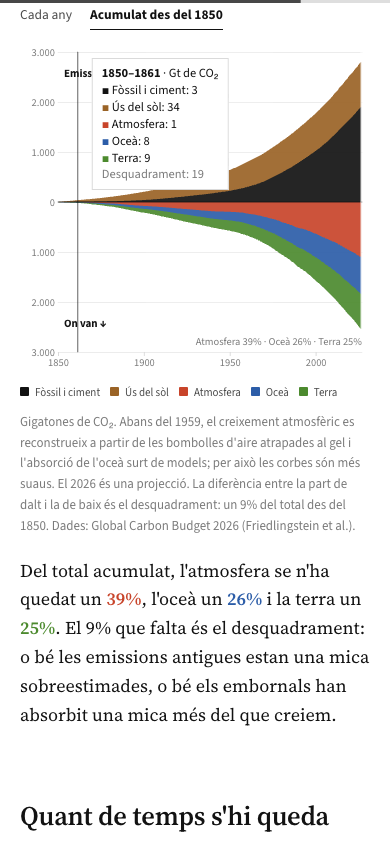 Cada any Acumulat des del 1850
3.000
2.000
1.000
0
1.000
2.000
3.000
1850–1861 · Gt de CO₂
Fòssil i ciment: 3
Ús del sòl: 34
Atmosfera: 1
Oceà: 8
Terra: 9
Desquadrament: 19
On van ↓
Atmosfera 39% · Oceà 26% · Terra 25%
1850 1900 1950 2000
Fòssil i ciment Ús del sòl Atmosfera Oceà Terra
Gigatones de CO₂. Abans del 1959, el creixement atmosfèric es
reconstrueix a partir de les bombolles d'aire atrapades al gel i
l'absorció de l'oceà surt de models; per això les corbes són més
suaus. El 2026 és una projecció. La diferència entre la part de
dalt i la de baix és el desquadrament: un 9% del total des del
1850. Dades: Global Carbon Budget 2026 (Friedlingstein et al.).
Del total acumulat, l'atmosfera se n'ha
quedat un 39%, l'oceà un 26% i la terra un
25%. El 9% que falta és el desquadrament:
o bé les emissions antigues estan una mica
sobreestimades, o bé els embornals han
absorbit una mica més del que creiem.
Quant de temps s'hi queda